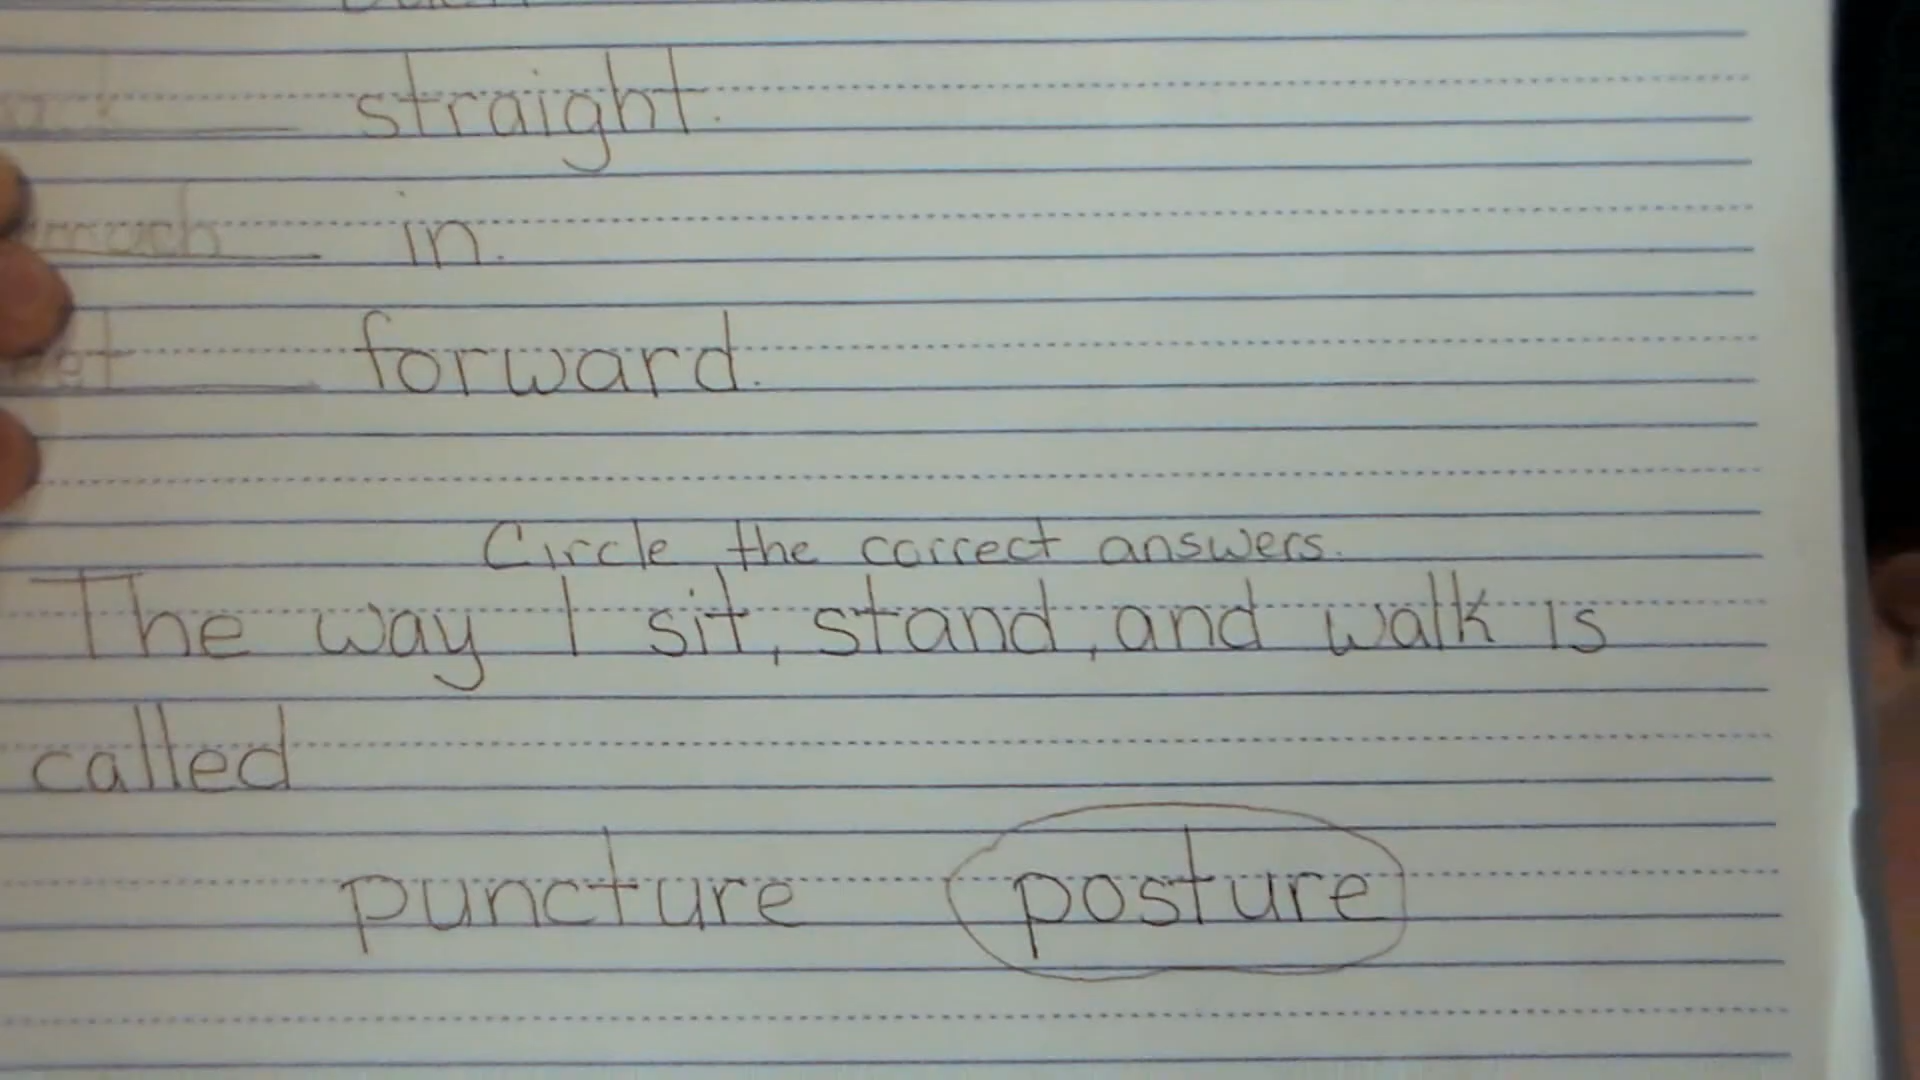 straight.
in.
forward.
Circle the correct answers.
The way I sit, stand, and walk is
called
puncture posture